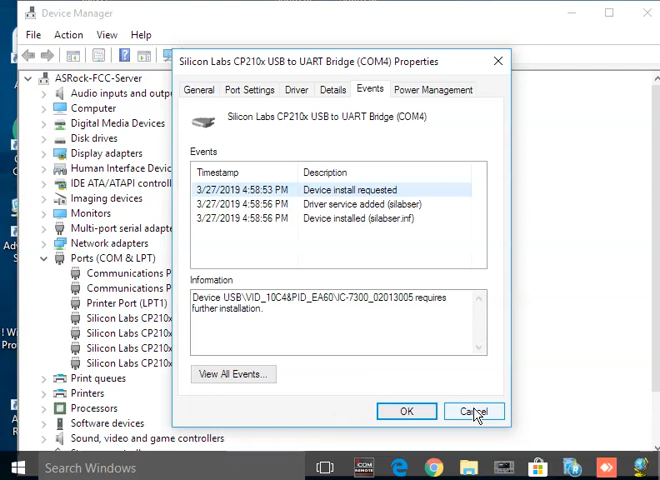 Device Manager
File Action View Help
Silicon Labs CP210x USB to UART Bridge (COM4) Properties
General Port Settings Driver Details Events Power Management
Silicon Labs CP210x USB to UART Bridge (COM4)
Events
Timestamp Description
3/27/2019 4:58:53 PM Device install requested
3/27/2019 4:58:56 PM Driver service added (silabser)
3/27/2019 4:58:56 PM Device installed (silabser.inf)
Information
Device USB\VID_10C4&PID_EA60\IC-7300_02013005 requires
further installation.
View All Events...
OK Cancel
ASRock-FCC-Server
Audio inputs and outpu
Computer
Digital Media Devices
Disk drives
Display adapters
Human Interface Devic
IDE ATA/ATAPI controll
Imaging devices
Monitors
Multi-port serial adapte
Network adapters
Ports (COM & LPT)
Communications P
Communications P
Printer Port (LPT1)
Silicon Labs CP210x
Silicon Labs CP210x
Silicon Labs CP210x
Silicon Labs CP210x
Print queues
Printers
Processors
Software devices
Sound, video and game controllers
Search Windows